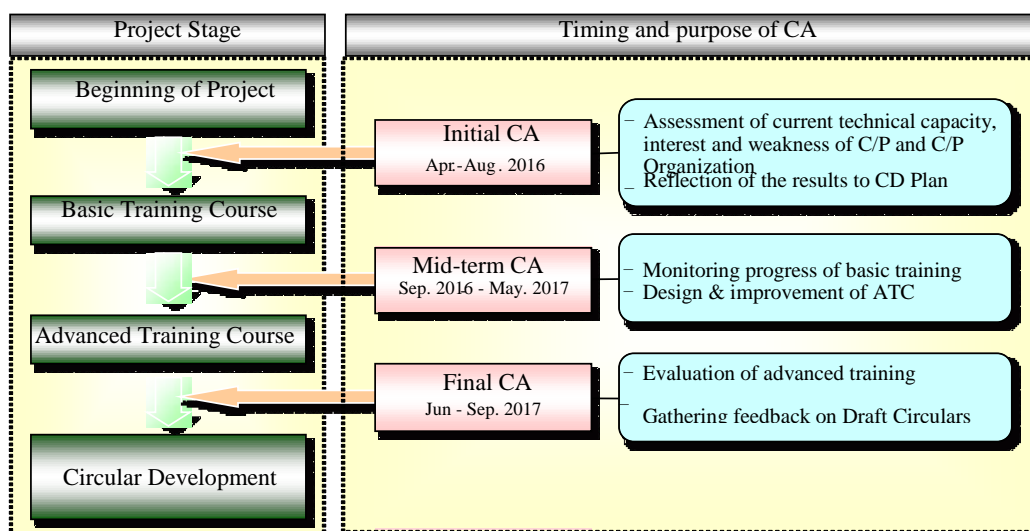 Project Stage
Timing and purpose of CA
Beginning of Project
Initial CA
Apr.-Aug. 2016
– Assessment of current technical capacity,
interest and weakness of C/P and C/P
Organization
– Reflection of the results to CD Plan
Basic Training Course
Mid-term CA
Sep. 2016 - May. 2017
– Monitoring progress of basic training
– Design & improvement of ATC
Advanced Training Course
Final CA
Jun - Sep. 2017
– Evaluation of advanced training
– Gathering feedback on Draft Circulars
Circular Development